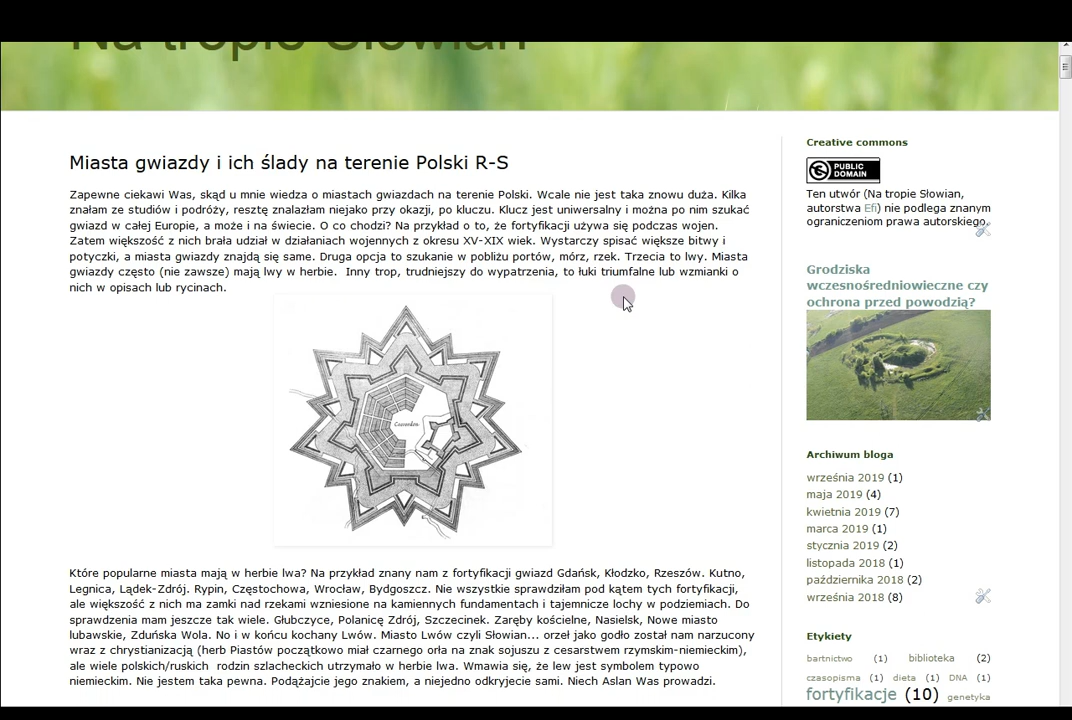 Na tropie Słowian
Miasta gwiazdy i ich ślady na terenie Polski R-S
Zapewne ciekawi Was, skąd u mnie wiedza o miastach gwiazdach na terenie Polski. Wcale nie jest taka znowu duża. Kilka
znałam ze studiów i podróży, resztę znalazłam niejako przy okazji, po kluczu. Klucz jest uniwersalny i można po nim szukać
gwiazd w całej Europie, a może i na świecie. O co chodzi? Na przykład o to, że fortyfikacji używa się podczas wojen.
Zatem większość z nich brała udział w działaniach wojennych z okresu XV-XIX wiek. Wystarczy spisać większe bitwy i
potyczki, a miasta gwiazdy znajdą się same. Druga opcja to szukanie w pobliżu portów, mórz, rzek. Trzecia to lwy. Miasta
gwiazdy często (nie zawsze) mają lwy w herbie. Inny trop, trudniejszy do wypatrzenia, to łuki triumfalne lub wzmianki o
nich w opisach lub rycinach.
Coevorden
Które popularne miasta mają w herbie lwa? Na przykład znany nam z fortyfikacji gwiazd Gdańsk, Kłodzko, Rzeszów. Kutno,
Legnica, Lądek-Zdrój. Rypin, Częstochowa, Wrocław, Bydgoszcz. Nie wszystkie sprawdziłam pod kątem tych fortyfikacji,
ale większość z nich ma zamki nad rzekami wzniesione na kamiennych fundamentach i tajemnicze lochy w podziemiach. Do
sprawdzenia mam jeszcze tak wiele. Głubczyce, Polanicę Zdrój, Szczecinek. Zaręby kościelne, Nasielsk, Nowe miasto
lubawskie, Zduńska Wola. No i w końcu kochany Lwów. Miasto Lwów czyli Słowian... orzeł jako godło został nam narzucony
wraz z chrystianizacją (herb Piastów początkowo miał czarnego orła na znak sojuszu z cesarstwem rzymskim-niemieckim),
ale wiele polskich/ruskich rodzin szlacheckich utrzymało w herbie lwa. Wmawia się, że lew jest symbolem typowo
niemieckim. Nie jestem taka pewna. Podążajcie jego znakiem, a niejedno odkryjecie sami. Niech Aslan Was prowadzi.
Creative commons
PUBLIC
DOMAIN
Ten utwór (Na tropie Słowian,
autorstwa Efi) nie podlega znanym
ograniczeniom prawa autorskiego.
Grodziska
wczesnośredniowieczne czy
ochrona przed powodzią?
Archiwum bloga
września 2019 (1)
maja 2019 (4)
kwietnia 2019 (7)
marca 2019 (1)
stycznia 2019 (2)
listopada 2018 (1)
października 2018 (2)
września 2018 (8)
Etykiety
bartnictwo (1) biblioteka (2)
czasopisma (1) dieta (1) DNA (1)
fortyfikacje (10) genetyka